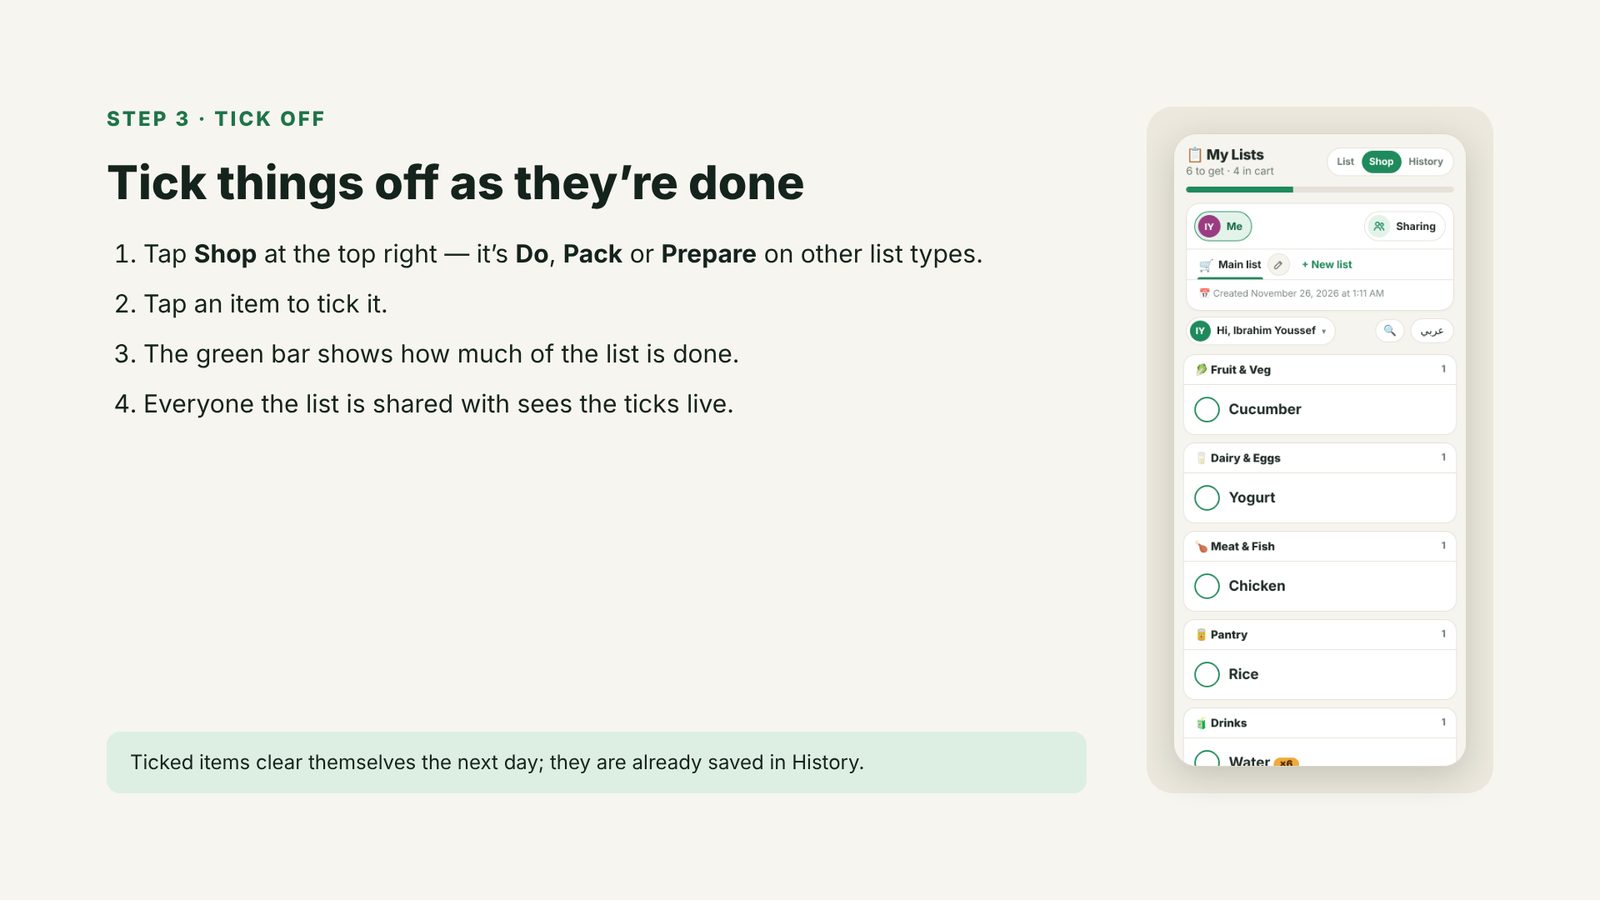 STEP 3 · TICK OFF
Tick things off as they’re done
1. Tap Shop at the top right — it’s Do, Pack or Prepare on other list types.
2. Tap an item to tick it.
3. The green bar shows how much of the list is done.
4. Everyone the list is shared with sees the ticks live.
Ticked items clear themselves the next day; they are already saved in History.
📋 My Lists
6 to get · 4 in cart
List Shop History
IY Me
Sharing
🛒 Main list
+ New list
📅 Created November 26, 2026 at 1:11 AM
IY Hi, Ibrahim Youssef ▾
🔍
عربي
🥬 Fruit & Veg 1
Cucumber
🥛 Dairy & Eggs 1
Yogurt
🍗 Meat & Fish 1
Chicken
🥫 Pantry 1
Rice
🧃 Drinks 1
Water ×6